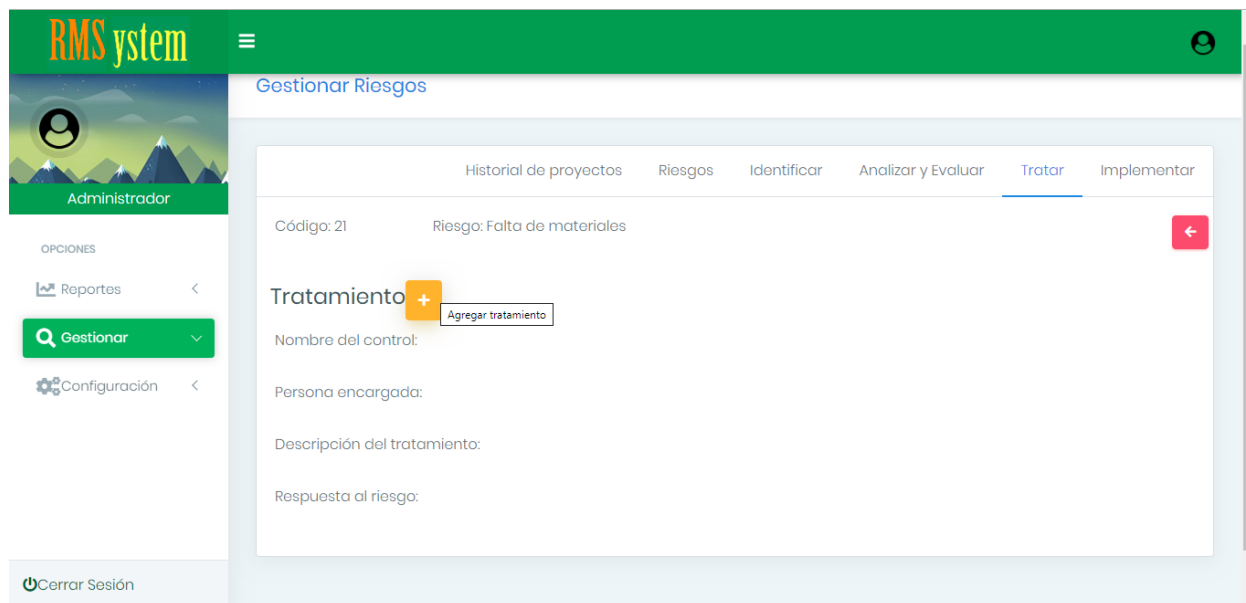 RMS ystem
Gestionar Riesgos
Administrador
OPCIONES
Reportes
Gestionar
Configuración
Cerrar Sesión
Historial de proyectos Riesgos Identificar Analizar y Evaluar Tratar Implementar
Código: 21 Riesgo: Falta de materiales
Tratamiento +
Agregar tratamiento
Nombre del control:
Persona encargada:
Descripción del tratamiento:
Respuesta al riesgo: